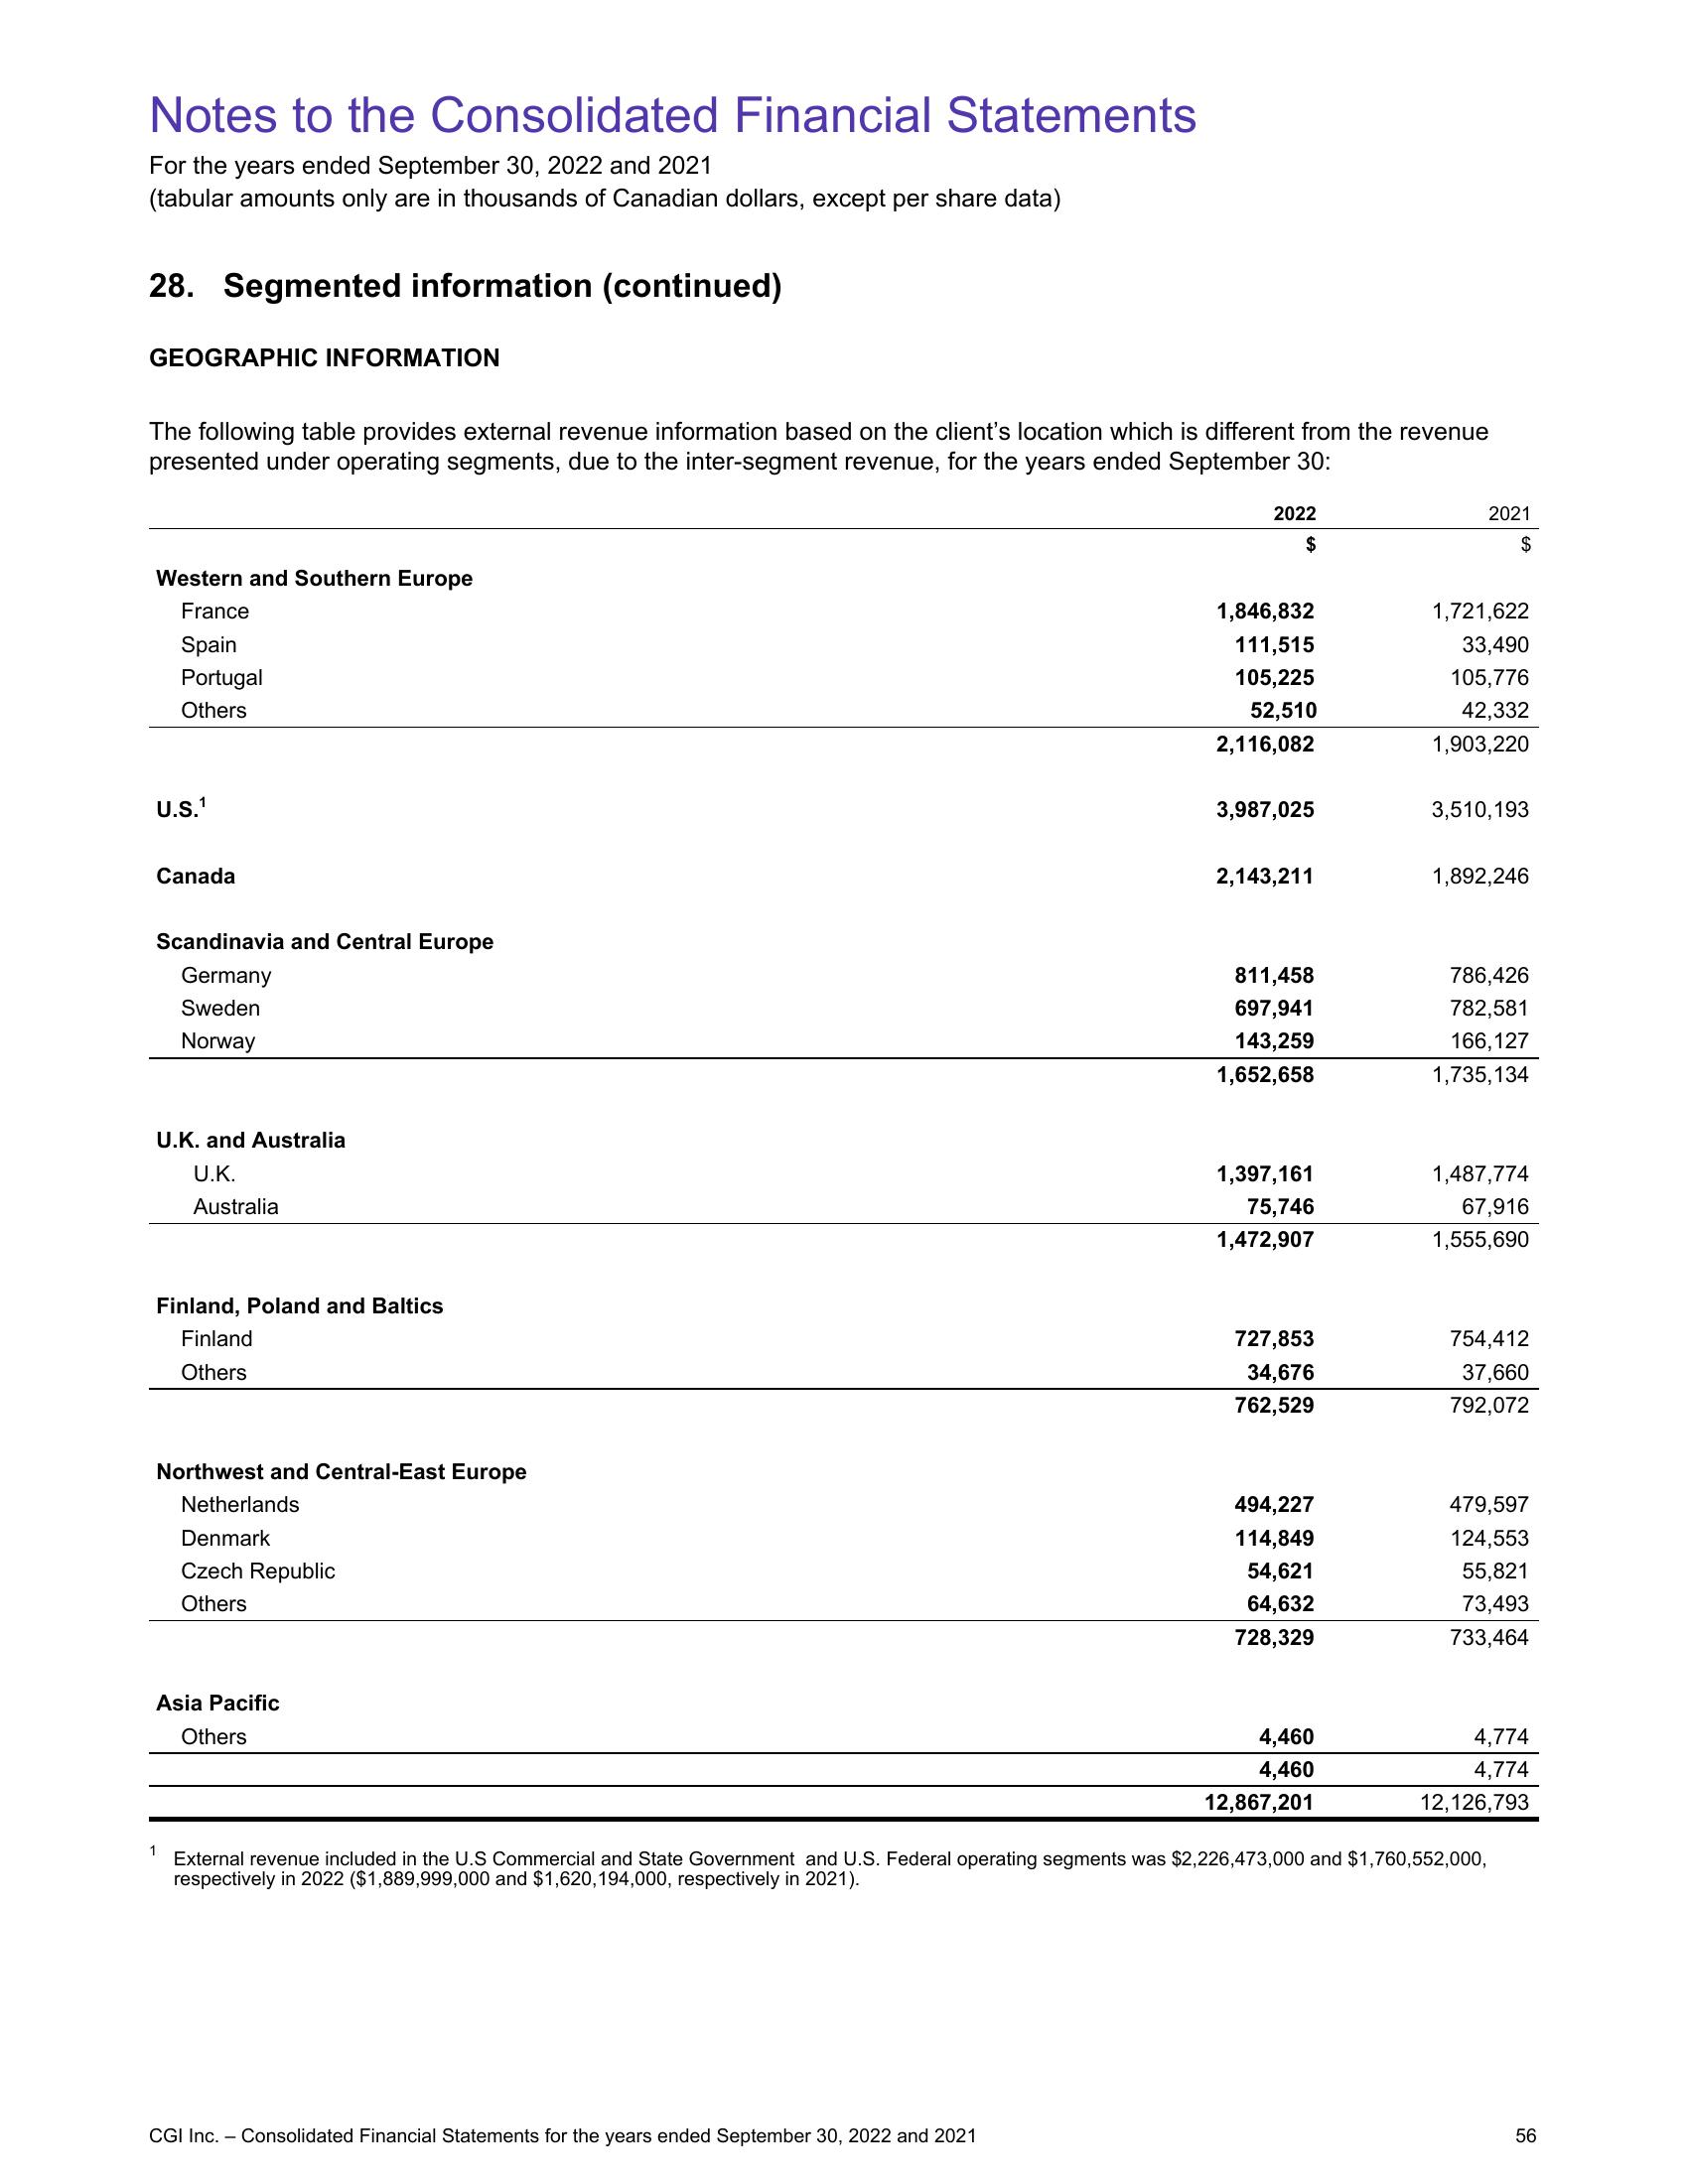 Notes to the Consolidated Financial Statements
For the years ended September 30, 2022 and 2021
(tabular amounts only are in thousands of Canadian dollars, except per share data)
28. Segmented information (continued)
GEOGRAPHIC INFORMATION
The following table provides external revenue information based on the client’s location which is different from the revenue
presented under operating segments, due to the inter-segment revenue, for the years ended September 30:
2022 2021
$ $
Western and Southern Europe
France 1,846,832 1,721,622
Spain 111,515 33,490
Portugal 105,225 105,776
Others 52,510 42,332
2,116,082 1,903,220
U.S.1 3,987,025 3,510,193
Canada 2,143,211 1,892,246
Scandinavia and Central Europe
Germany 811,458 786,426
Sweden 697,941 782,581
Norway 143,259 166,127
1,652,658 1,735,134
U.K. and Australia
U.K. 1,397,161 1,487,774
Australia 75,746 67,916
1,472,907 1,555,690
Finland, Poland and Baltics
Finland 727,853 754,412
Others 34,676 37,660
762,529 792,072
Northwest and Central-East Europe
Netherlands 494,227 479,597
Denmark 114,849 124,553
Czech Republic 54,621 55,821
Others 64,632 73,493
728,329 733,464
Asia Pacific
Others 4,460 4,774
4,460 4,774
12,867,201 12,126,793
1 External revenue included in the U.S Commercial and State Government and U.S. Federal operating segments was $2,226,473,000 and $1,760,552,000,
respectively in 2022 ($1,889,999,000 and $1,620,194,000, respectively in 2021).
CGI Inc. – Consolidated Financial Statements for the years ended September 30, 2022 and 2021 56